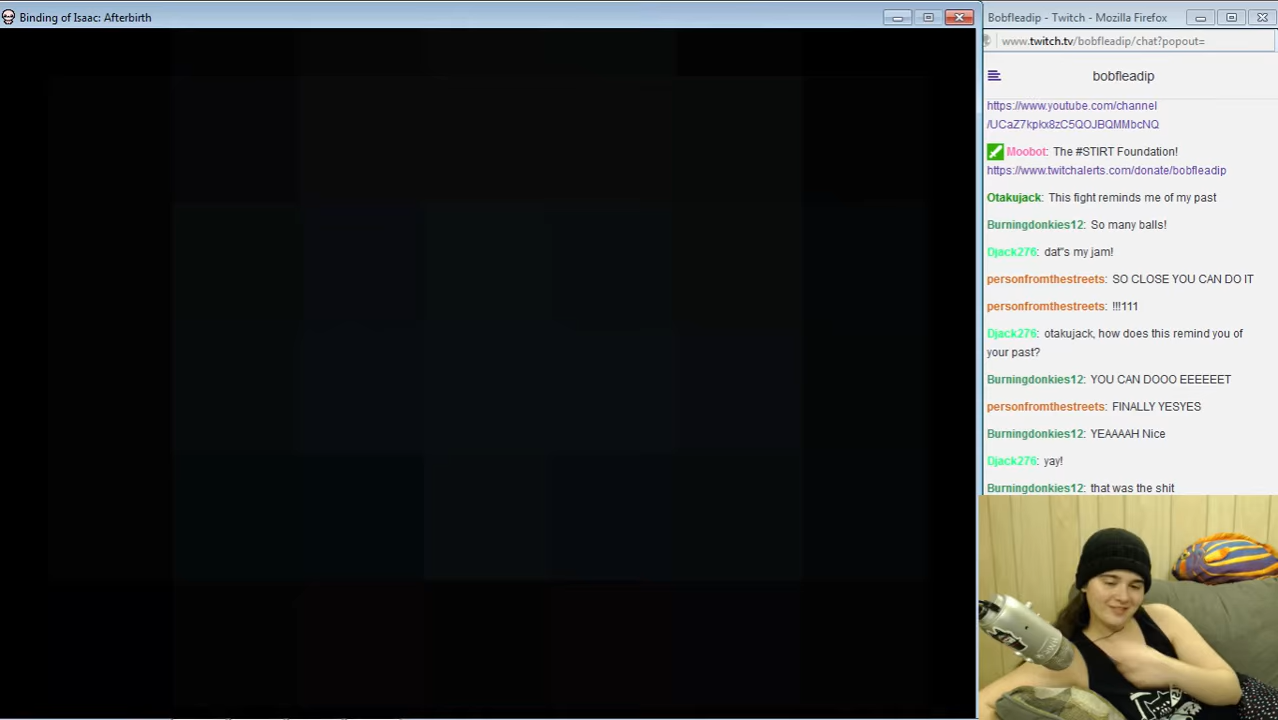 Binding of Isaac: Afterbirth
Bobfleadip - Twitch - Mozilla Firefox
www.twitch.tv/bobfleadip/chat?popout=
bobfleadip
https://www.youtube.com/channel
/UCaZ7kpkx8zC5QOJBQMMbcNQ
Moobot: The #STIRT Foundation!
https://www.twitchalerts.com/donate/bobfleadip
Otakujack: This fight reminds me of my past
Burningdonkies12: So many balls!
Djack276: dat"s my jam!
personfromthestreets: SO CLOSE YOU CAN DO IT
personfromthestreets: !!!111
Djack276: otakujack, how does this remind you of
your past?
Burningdonkies12: YOU CAN DOOO EEEEEET
personfromthestreets: FINALLY YESYES
Burningdonkies12: YEAAAAH Nice
Djack276: yay!
Burningdonkies12: that was the shit